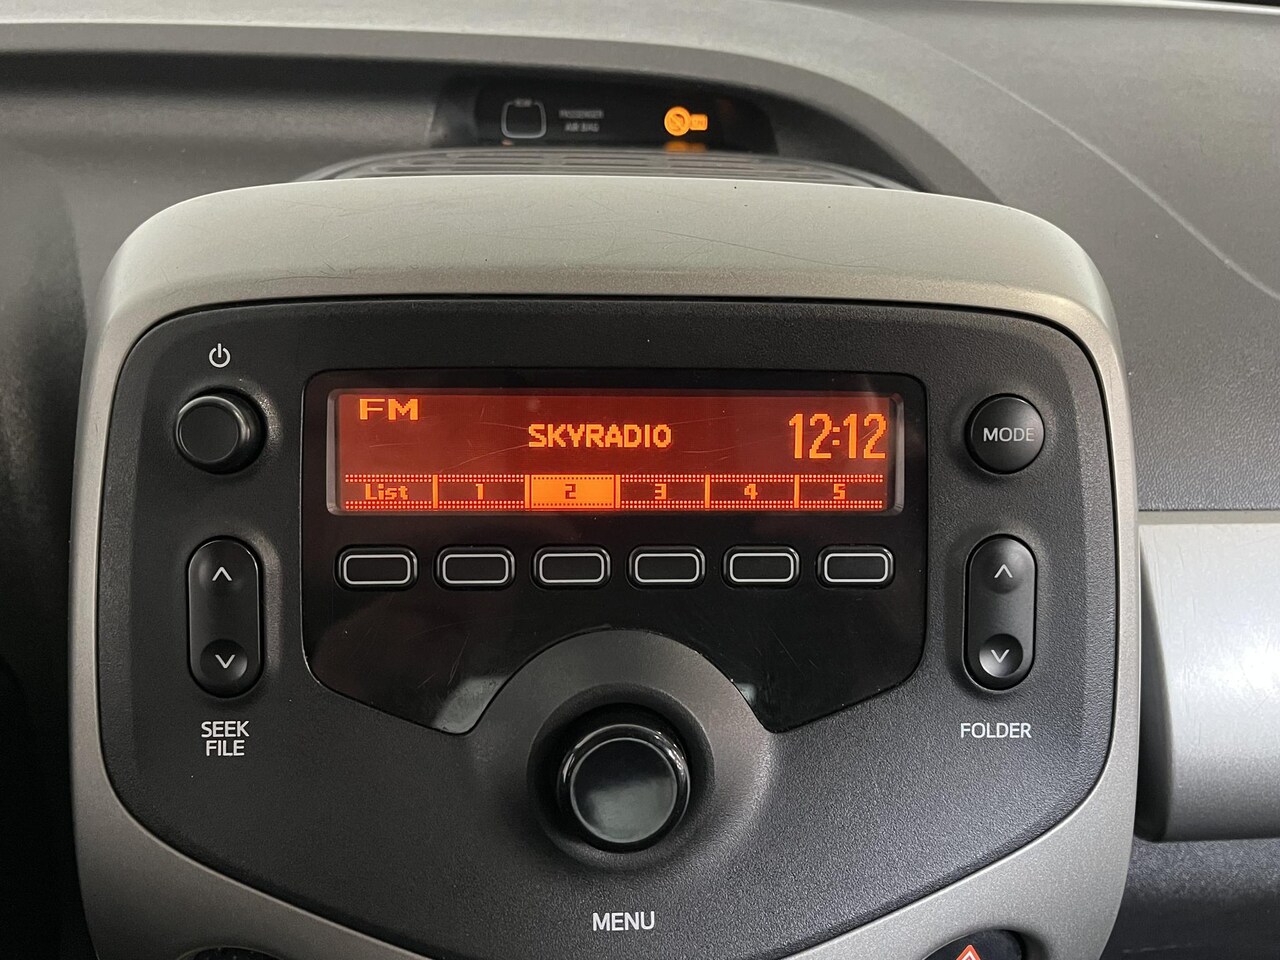 PASSENGER
AIR BAG
FM
SKYRADIO
12:12
List 1 2 3 4 5
MODE
SEEK
FILE
FOLDER
MENU